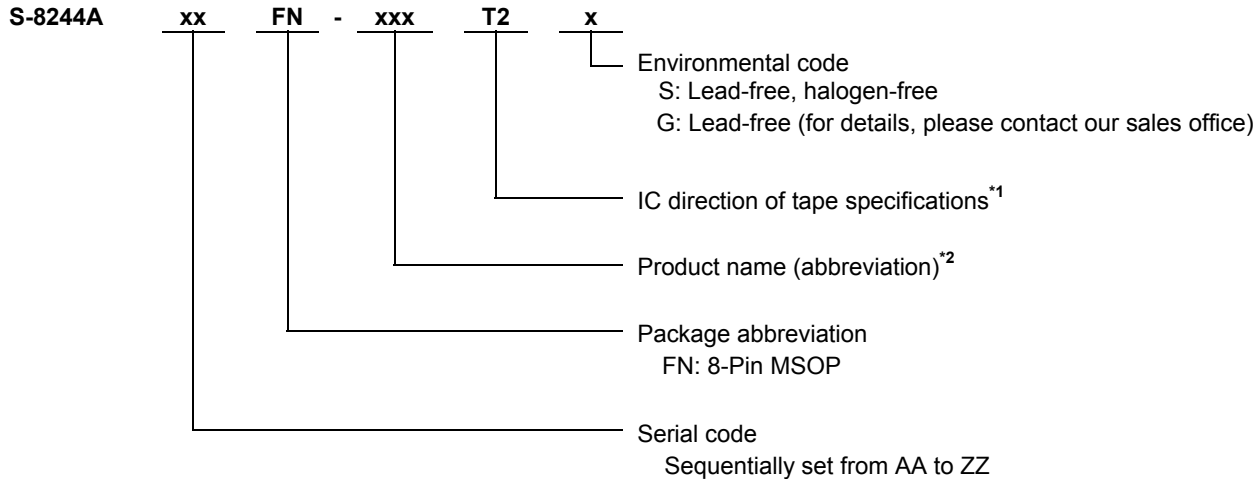 S-8244A xx FN - xxx T2 x
Environmental code
S: Lead-free, halogen-free
G: Lead-free (for details, please contact our sales office)
IC direction of tape specifications*1
Product name (abbreviation)*2
Package abbreviation
FN: 8-Pin MSOP
Serial code
Sequentially set from AA to ZZ